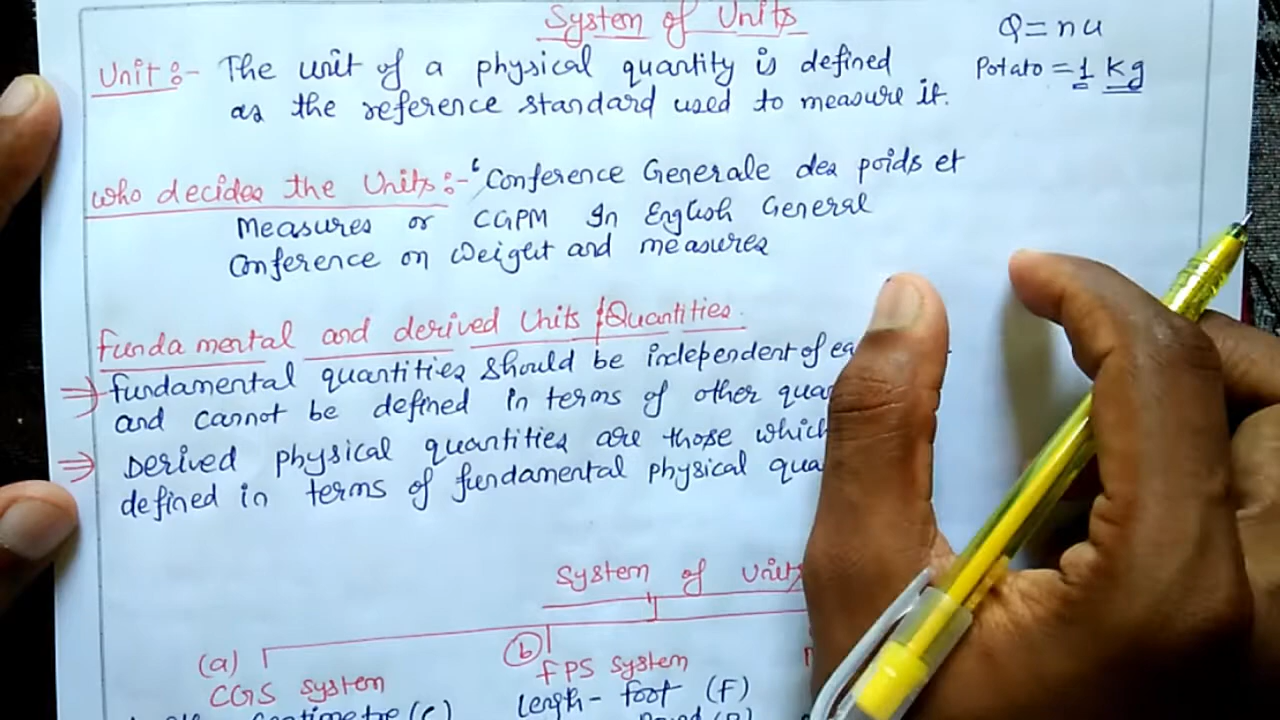 System of Units
Q = nu
Potato = 1 Kg
Unit :- The unit of a physical quantity is defined
as the reference standard used to measure it.
who decides the Units :- 'Conference Generale des poids et
Measures or CGPM In English General
Conference on Weight and measures
Fundamental and derived Units & Quantities.
⇒ fundamental quantities should be independent of
and cannot be defined in terms of other
⇒ Derived physical quantities are those which
defined in terms of fundamental physical
System of Units
(a)
(b)
CGS system
FPS system
centimetre (C)
Length - foot (F)